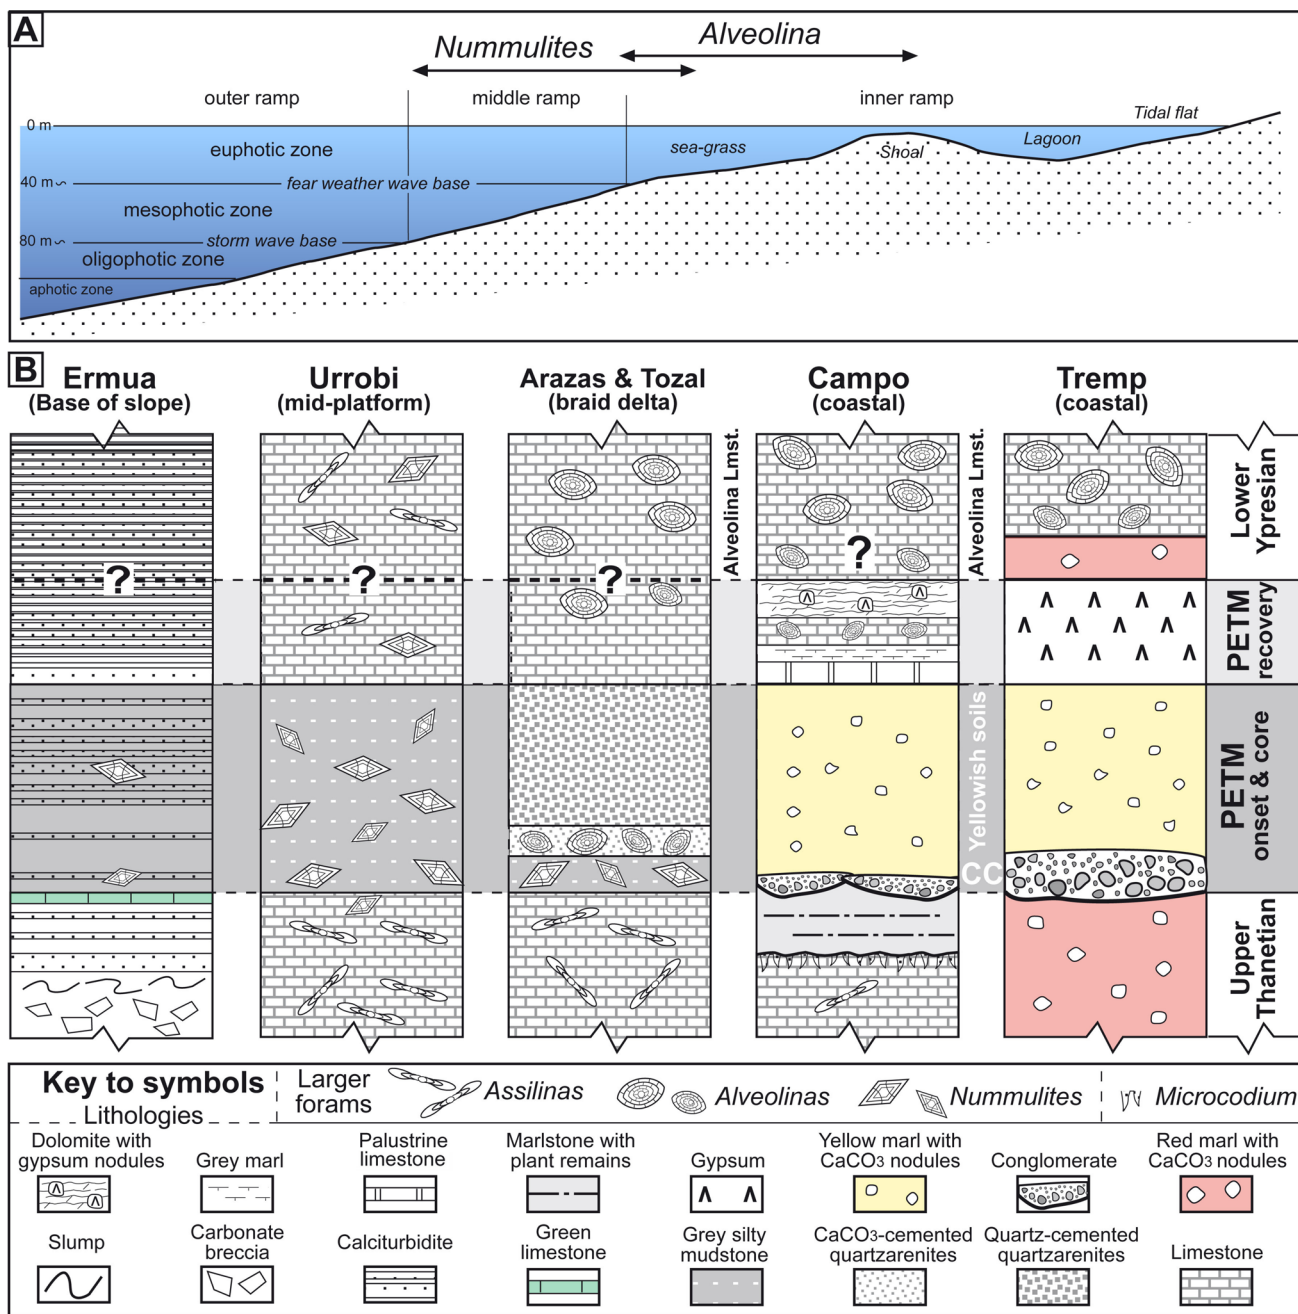 A
Nummulites
Alveolina
outer ramp
middle ramp
inner ramp
Tidal flat
0 m
euphotic zone
sea-grass
Shoal
Lagoon
40 m
fear weather wave base
mesophotic zone
80 m
storm wave base
oligophotic zone
aphotic zone
B
Ermua
(Base of slope)
Urrobi
(mid-platform)
Arazas & Tozal
(braid delta)
Campo
(coastal)
Tremp
(coastal)
Alveolina Lmst.
Alveolina Lmst.
Lower
Ypresian
?
?
?
?
PETM
recovery
Yellowish soils
CC
PETM
onset & core
Upper
Thanetian
Key to symbols
Lithologies
Larger
forams
Assilinas
Alveolinas
Nummulites
Microcodium
Dolomite with
gypsum nodules
Grey marl
Palustrine
limestone
Marlstone with
plant remains
Gypsum
Yellow marl with
CaCO3 nodules
Conglomerate
Red marl with
CaCO3 nodules
Slump
Carbonate
breccia
Calciturbidite
Green
limestone
Grey silty
mudstone
CaCO3-cemented
quartzarenites
Quartz-cemented
quartzarenites
Limestone